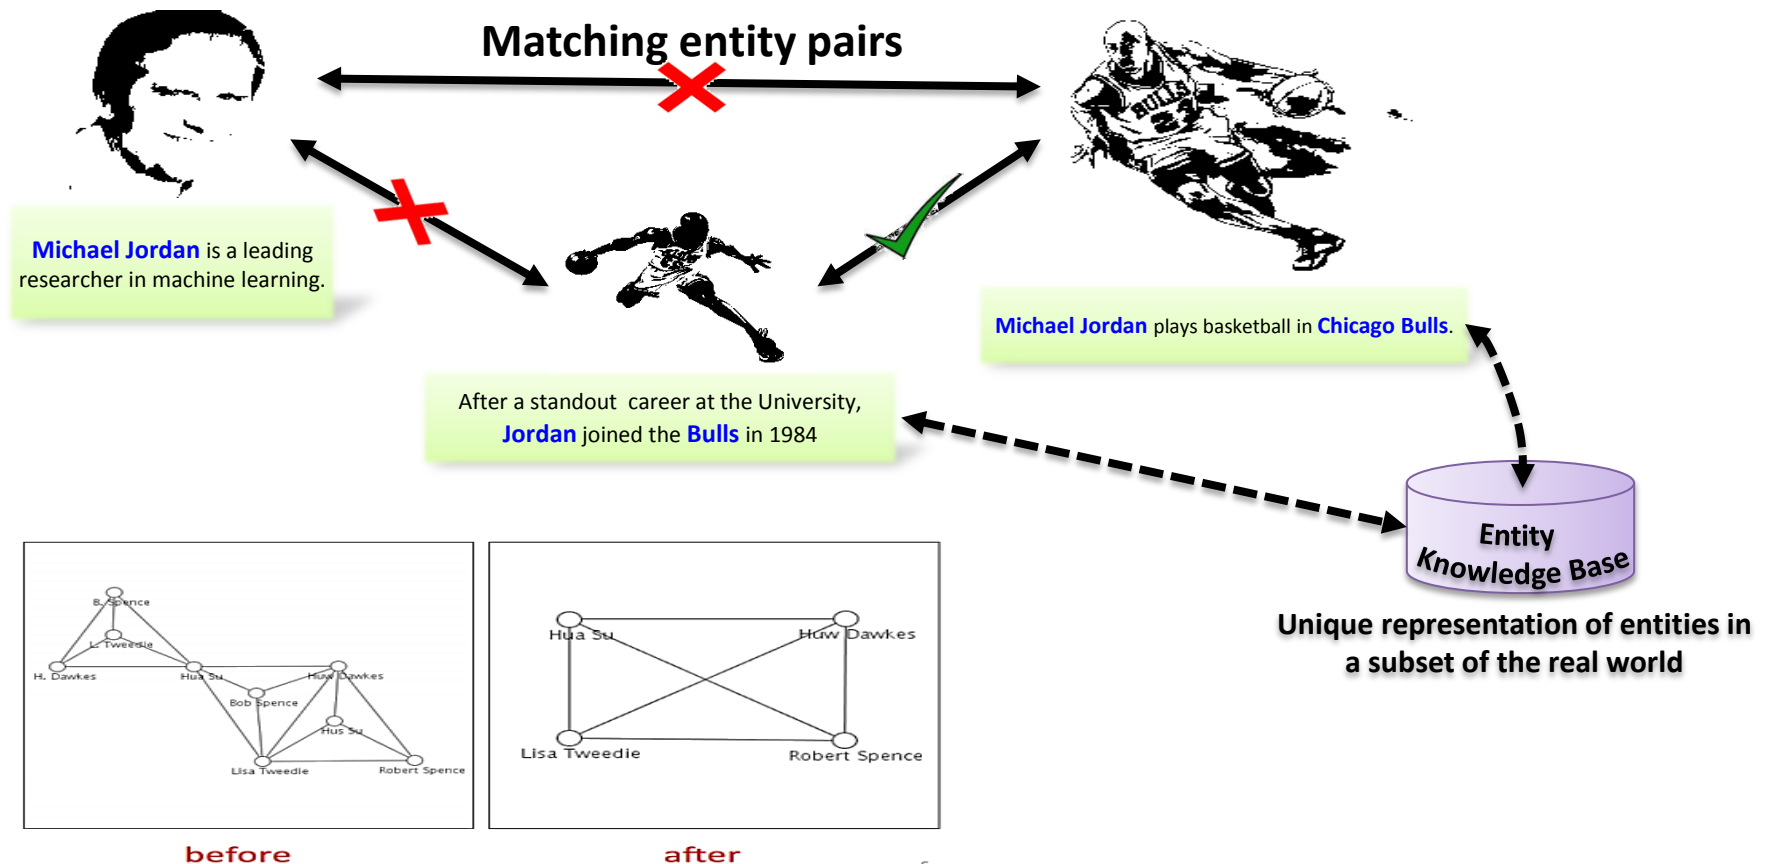 Matching entity pairs
BULLS
2
Michael Jordan is a leading
researcher in machine learning.
Michael Jordan plays basketball in Chicago Bulls.
After a standout career at the University,
Jordan joined the Bulls in 1984
Entity
Knowledge Base
Unique representation of entities in
a subset of the real world
B. Spence
L. Tweedie
H. Dawkes
Hua Su
Huw Dawkes
Bob Spence
Hus Su
Lisa Tweedie
Robert Spence
Hua Su
Huw Dawkes
Lisa Tweedie
Robert Spence
before
after